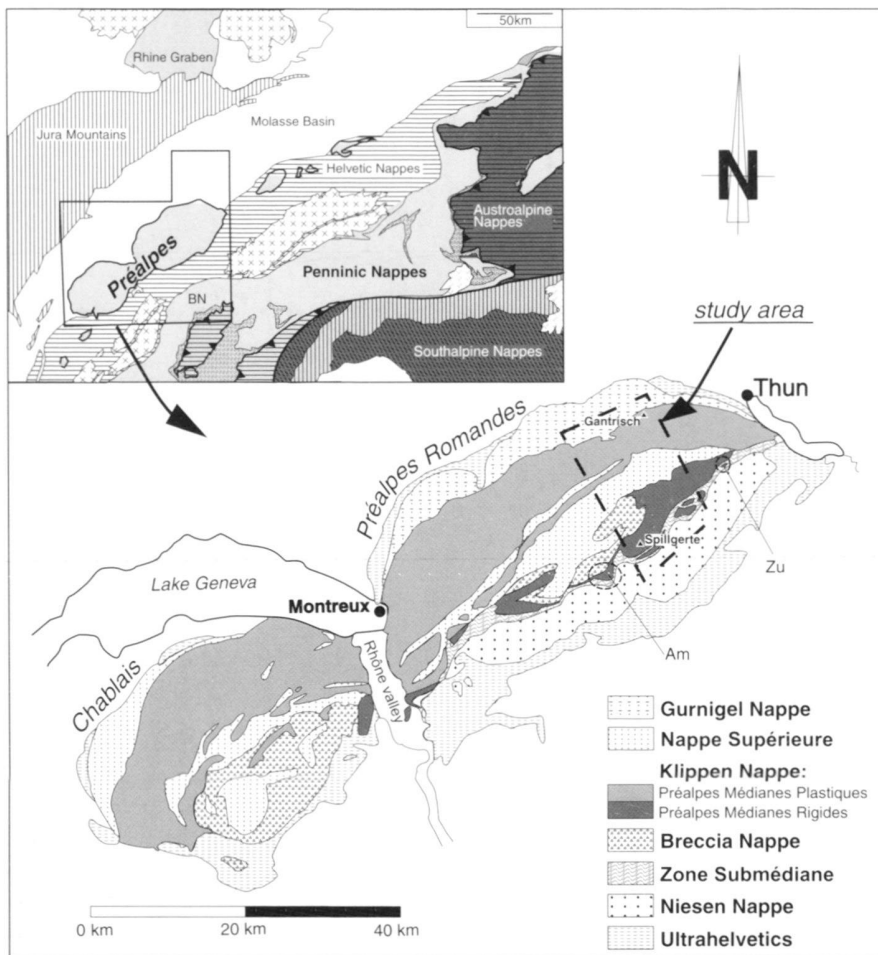 50km
Rhine Graben
Jura Mountains
Molasse Basin
Helvetic Nappes
Austroalpine
Nappes
Préalpes
Penninic Nappes
BN
Southalpine Nappes
N
study area
Thun
Gantrisch
Préalpes Romandes
Spillgerte
Zu
Am
Lake Geneva
Montreux
Rhône valley
Chablais
Gurnigel Nappe
Nappe Supérieure
Klippen Nappe:
Préalpes Médianes Plastiques
Préalpes Médianes Rigides
Breccia Nappe
Zone Submédiane
Niesen Nappe
Ultrahelvetics
0 km
20 km
40 km